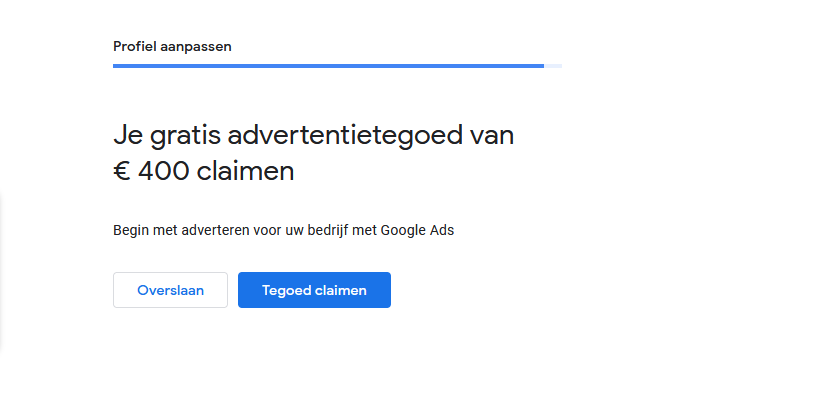 Profiel aanpassen
Je gratis advertentietegoed van
€ 400 claimen
Begin met adverteren voor uw bedrijf met Google Ads
Overslaan
Tegoed claimen